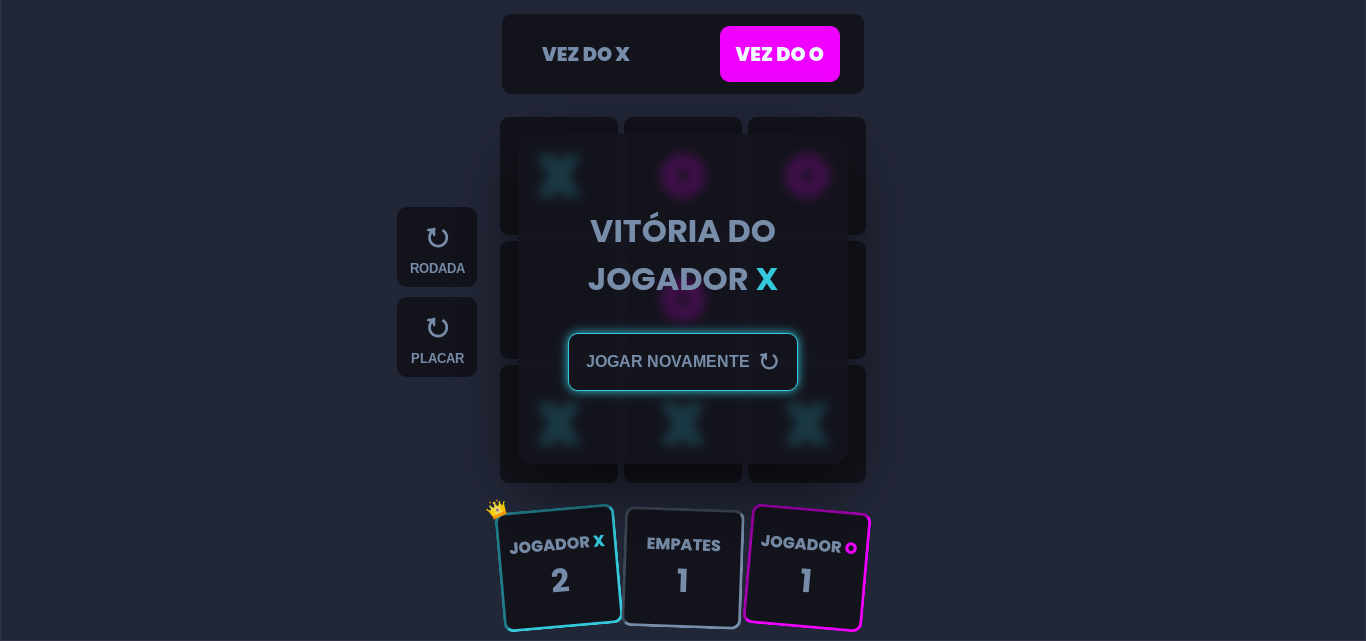 VEZ DO X
VEZ DO O
X O O
VITÓRIA DO
JOGADOR X
O
RODADA
PLACAR
JOGAR NOVAMENTE
X X X
JOGADOR X
2
EMPATES
1
JOGADOR O
1